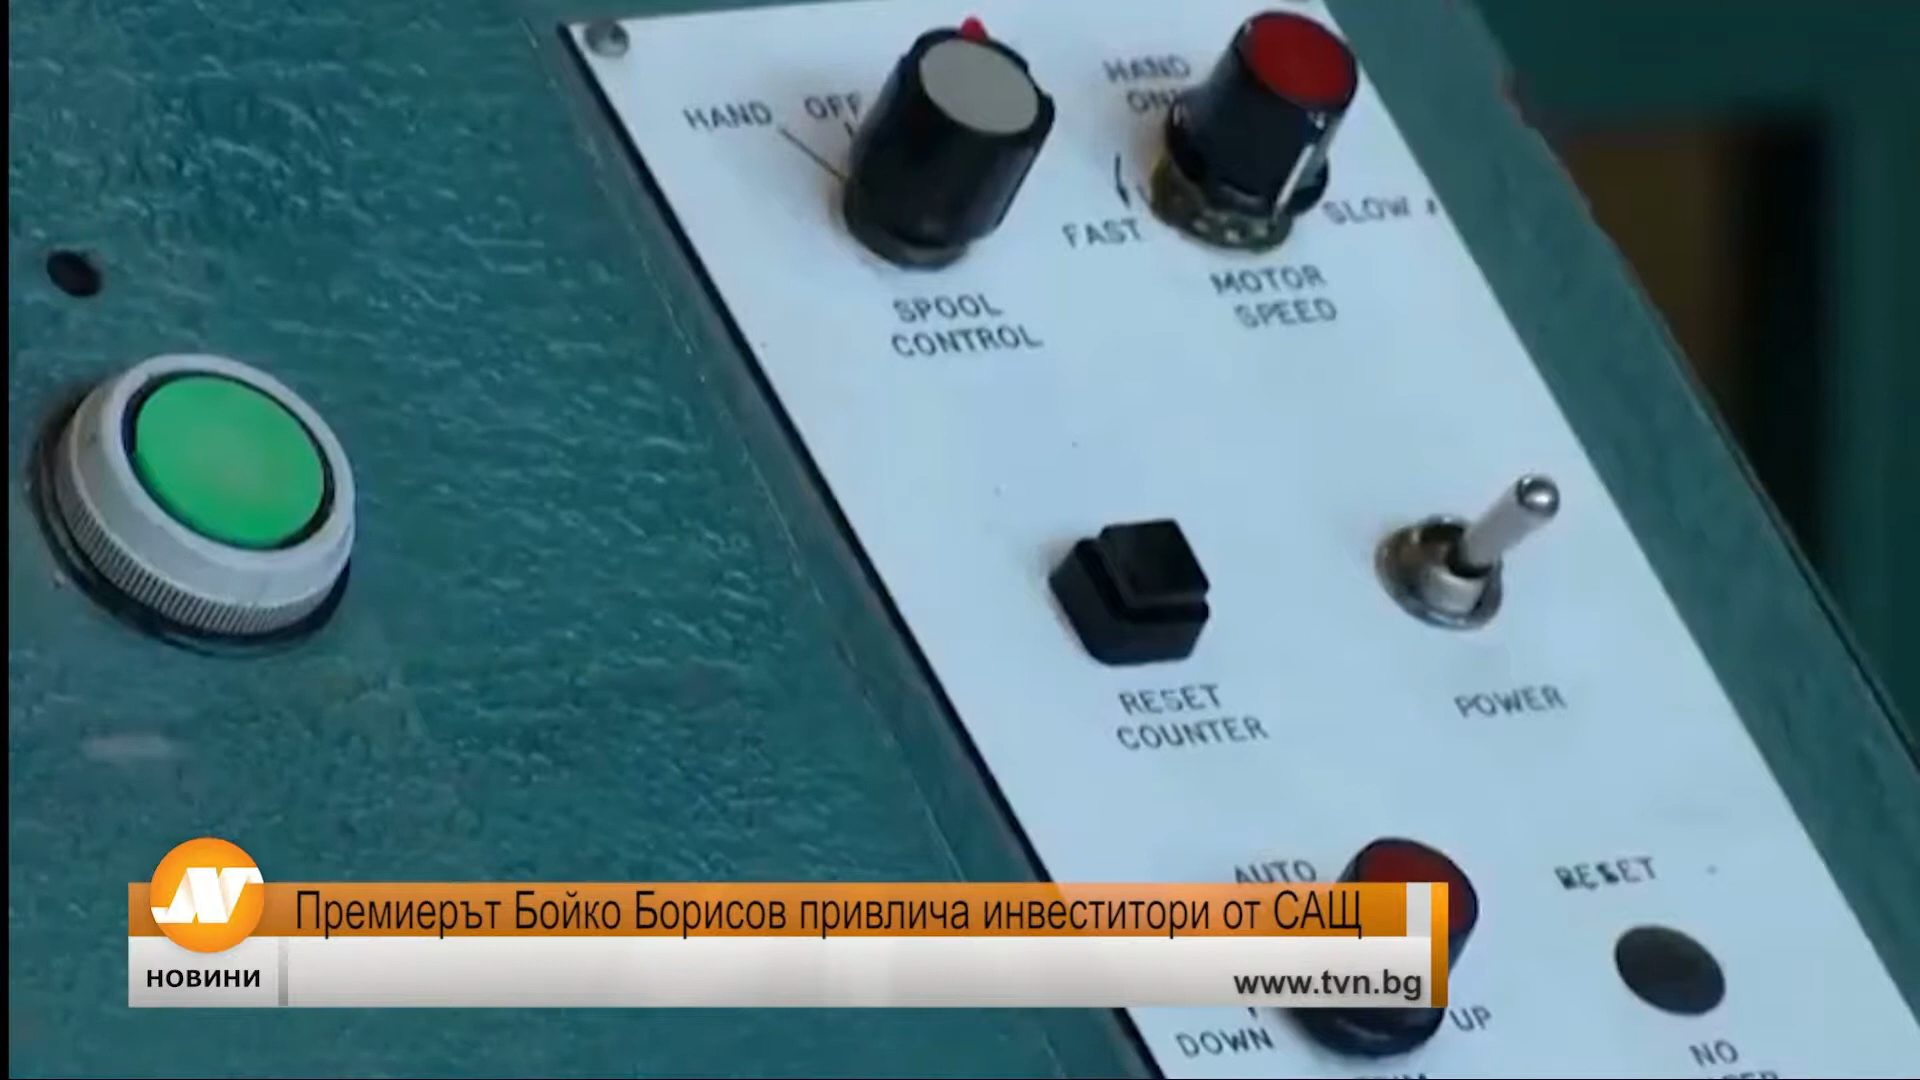 HAND OFF
HAND
ONLY
FAST
SLOW
SPOOL
CONTROL
MOTOR
SPEED
RESET
COUNTER
POWER
AUTO
RESET
Премиерът Бойко Борисов привлича инвеститори от САЩ
НОВИНИ
www.tvn.bg
DOWN
UP
NO